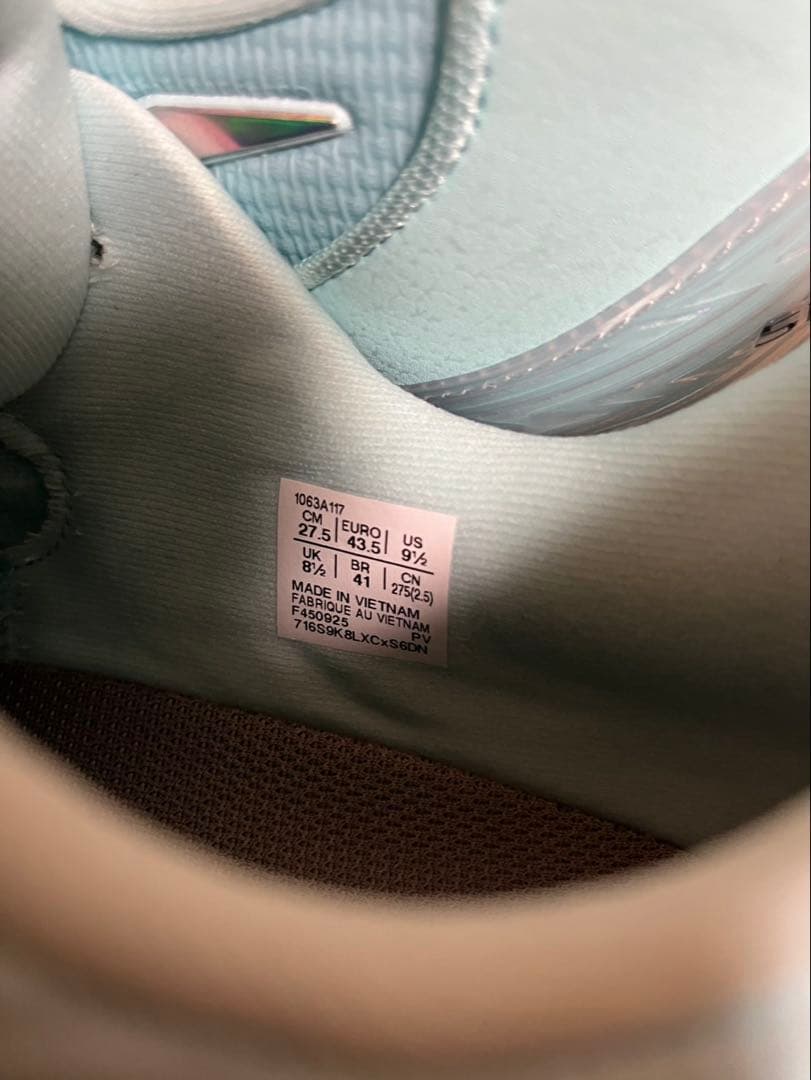 1063A117
CM | EURO | US
27.5 | 43.5 | 9½
UK | BR | CN
8½ | 41 | 275(2.5)
MADE IN VIETNAM
FABRIQUE AU VIETNAM
F450925 PV
716S9K8LXCxS6DN